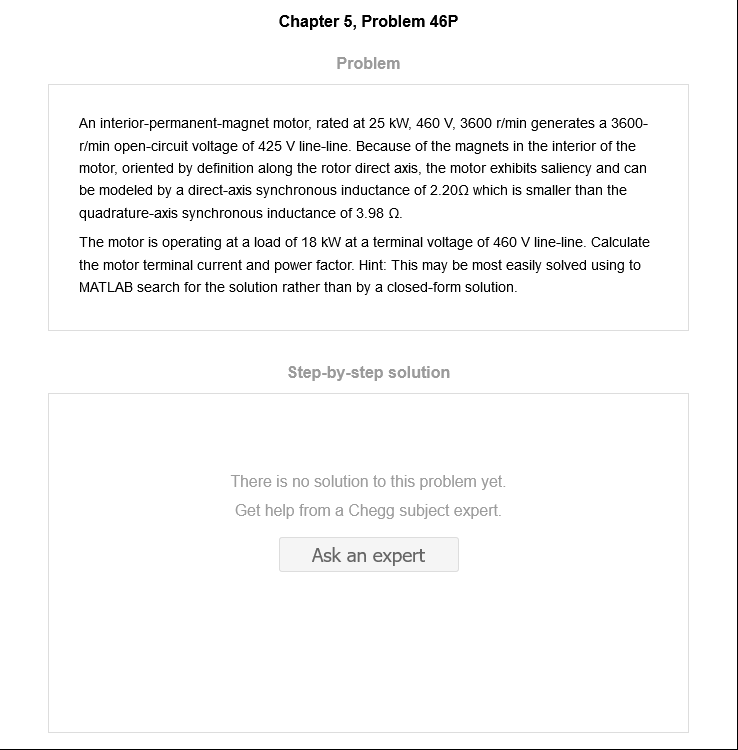 Chapter 5, Problem 46P
Problem
An interior-permanent-magnet motor, rated at 25 kW, 460 V, 3600 r/min generates a 3600-
r/min open-circuit voltage of 425 V line-line. Because of the magnets in the interior of the
motor, oriented by definition along the rotor direct axis, the motor exhibits saliency and can
be modeled by a direct-axis synchronous inductance of 2.20Ω which is smaller than the
quadrature-axis synchronous inductance of 3.98 Ω.
The motor is operating at a load of 18 kW at a terminal voltage of 460 V line-line. Calculate
the motor terminal current and power factor. Hint: This may be most easily solved using to
MATLAB search for the solution rather than by a closed-form solution.
Step-by-step solution
There is no solution to this problem yet.
Get help from a Chegg subject expert.
Ask an expert